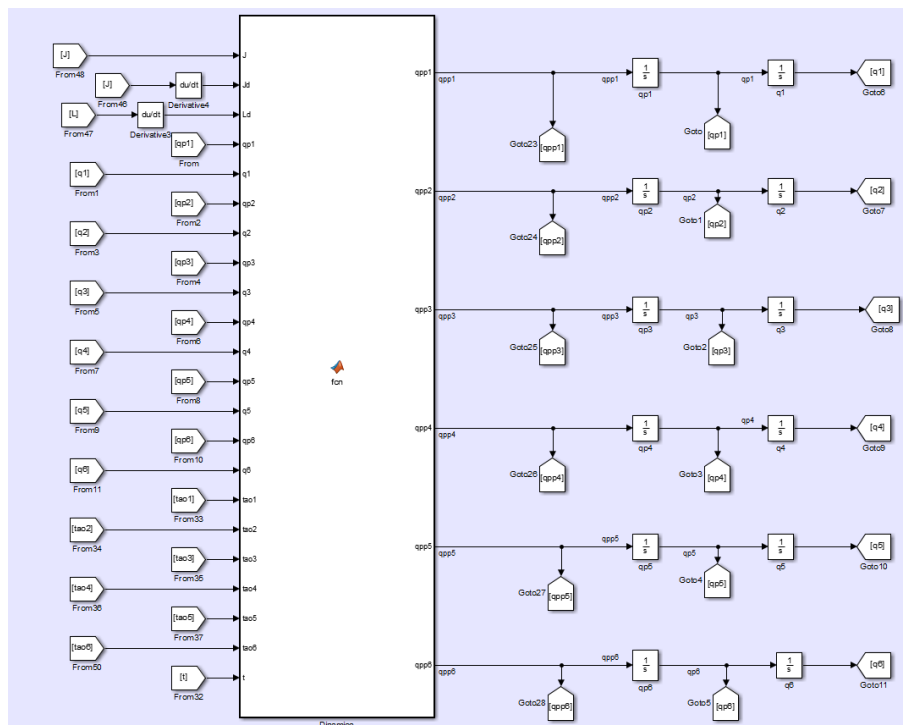 [J]
From48
J
[J]
From46
du/dt
Derivative4
Jd
[L]
From47
du/dt
Derivative3
Ld
[qp1]
From
qp1
[q1]
From1
q1
[qp2]
From2
qp2
[q2]
From3
q2
[qp3]
From4
qp3
[q3]
From5
q3
[qp4]
From6
qp4
[q4]
From7
q4
[qp5]
From8
qp5
[q5]
From9
q5
[qp6]
From10
qp6
[q6]
From11
q6
[tao1]
From33
tao1
[tao2]
From34
tao2
[tao3]
From35
tao3
[tao4]
From36
tao4
[tao5]
From37
tao5
[tao6]
From50
tao6
[t]
From32
t
fcn
qpp1
qpp1
qpp1
1
s
qp1
qp1
1
s
q1
[q1]
Goto6
Goto23
[qpp1]
Goto
[qp1]
qpp2
qpp2
qpp2
1
s
qp2
qp2
1
s
q2
[q2]
Goto7
Goto24
[qpp2]
Goto1
[qp2]
qpp3
qpp3
qpp3
1
s
qp3
qp3
1
s
q3
[q3]
Goto8
Goto25
[qpp3]
Goto2
[qp3]
qpp4
qpp4
1
s
qp4
qp4
1
s
q4
[q4]
Goto9
Goto26
[qpp4]
Goto3
[qp4]
qpp5
qpp5
qpp5
1
s
qp5
qp5
1
s
q5
[q5]
Goto10
Goto27
[qpp5]
Goto4
[qp5]
qpp6
qpp6
qpp6
1
s
qp6
qp6
1
s
q6
[q6]
Goto11
Goto28
[qpp6]
Goto5
[qp6]